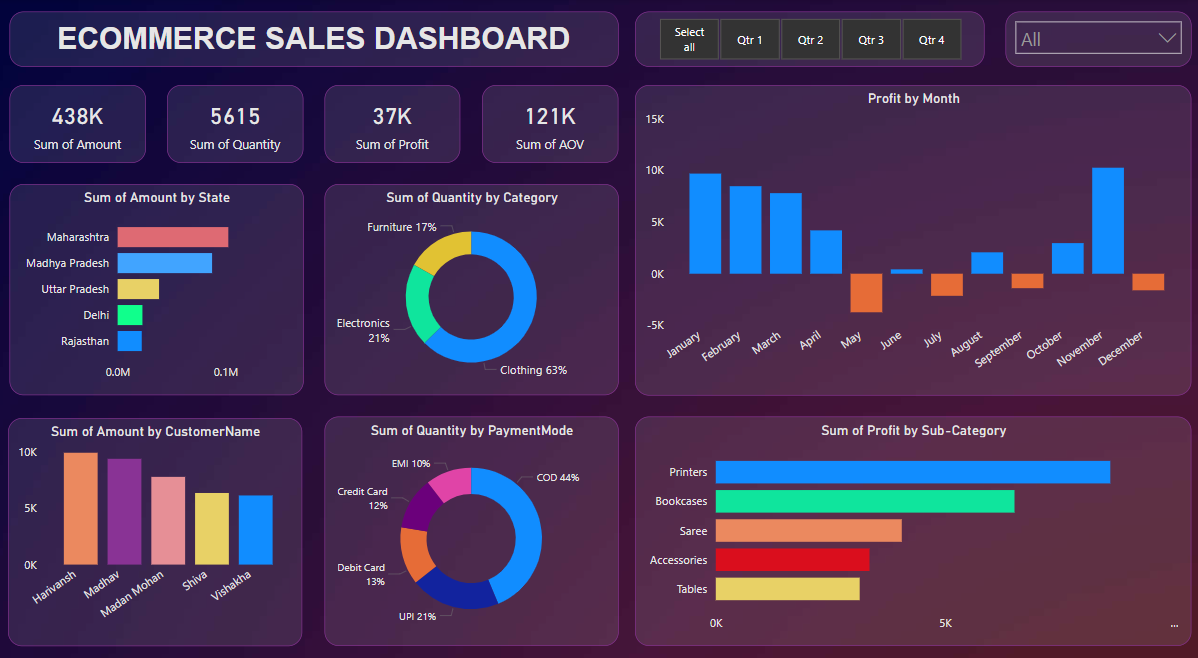 ECOMMERCE SALES DASHBOARD
Select
all
Qtr 1
Qtr 2
Qtr 3
Qtr 4
All
438K
Sum of Amount
5615
Sum of Quantity
37K
Sum of Profit
121K
Sum of AOV
Profit by Month
15K
10K
5K
0K
-5K
January
February
March
April
May
June
July
August
September
October
November
December
Sum of Amount by State
Maharashtra
Madhya Pradesh
Uttar Pradesh
Delhi
Rajasthan
0.0M
0.1M
Sum of Quantity by Category
Furniture 17%
Electronics
21%
Clothing 63%
Sum of Amount by CustomerName
10K
5K
0K
Harivansh
Madhav
Madan Mohan
Shiva
Vishakha
Sum of Quantity by PaymentMode
EMI 10%
COD 44%
Credit Card
12%
Debit Card
13%
UPI 21%
Sum of Profit by Sub-Category
Printers
Bookcases
Saree
Accessories
Tables
0K
5K
...